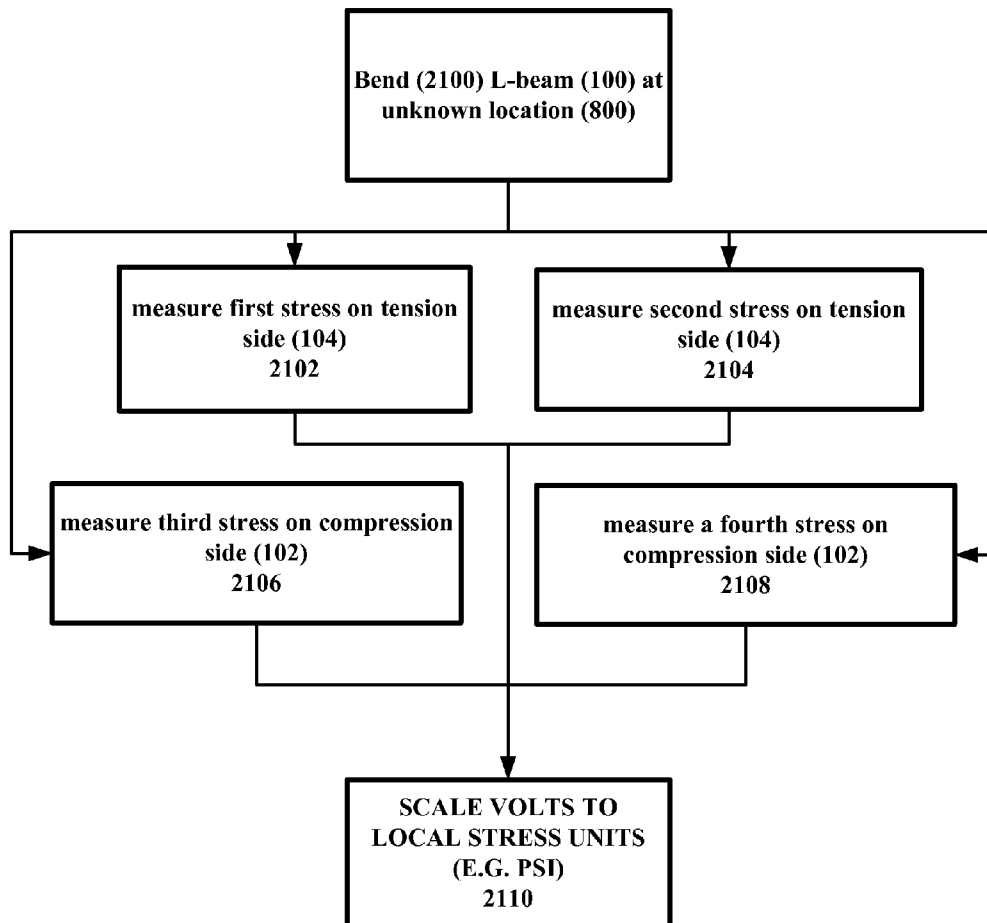 Bend (2100) L-beam (100) at
unknown location (800)
measure first stress on tension
side (104)
2102
measure second stress on tension
side (104)
2104
measure third stress on compression
side (102)
2106
measure a fourth stress on
compression side (102)
2108
SCALE VOLTS TO
LOCAL STRESS UNITS
(E.G. PSI)
2110